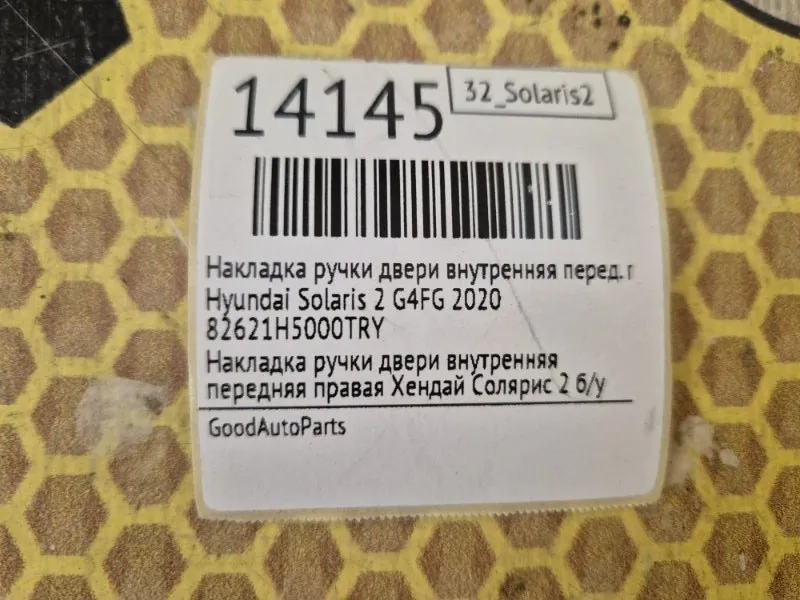 14145
32_Solaris2
Накладка ручки двери внутренняя перед. г
Hyundai Solaris 2 G4FG 2020
82621H5000TRY
Накладка ручки двери внутренняя
передняя правая Хендай Солярис 2 б/у
GoodAutoParts